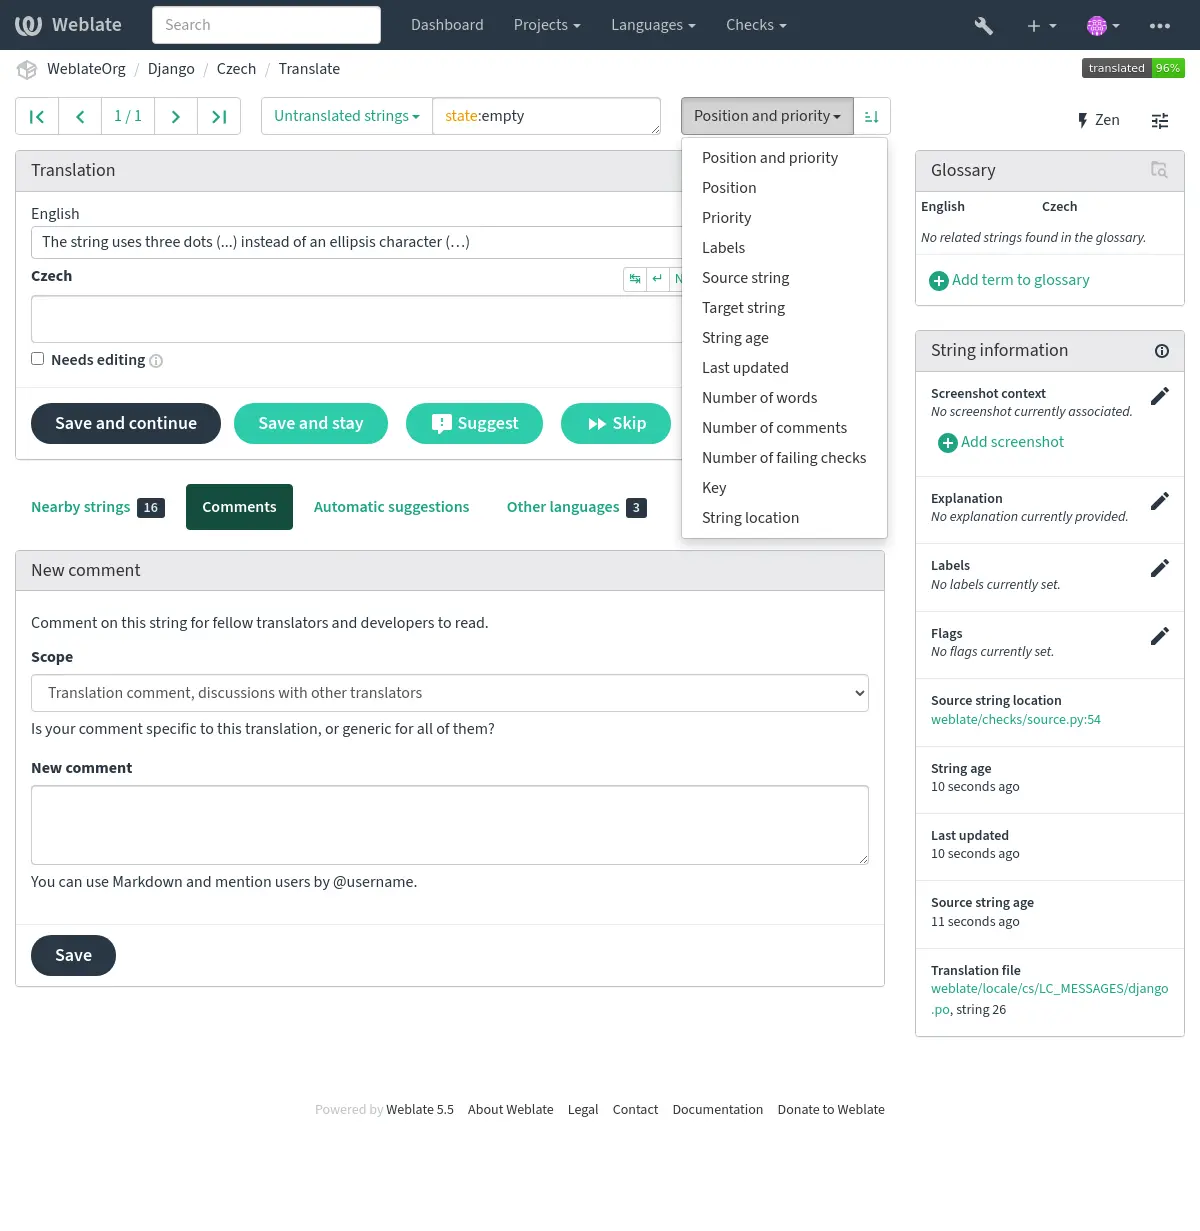 Weblate
Search
Dashboard
Projects
Languages
Checks
WeblateOrg / Django / Czech / Translate
translated 96%
1 / 1
Untranslated strings
state:empty
Position and priority
Zen
Position and priority
Position
Priority
Labels
Source string
Target string
String age
Last updated
Number of words
Number of comments
Number of failing checks
Key
String location
Translation
English
The string uses three dots (...) instead of an ellipsis character (…)
Czech
Needs editing
Save and continue
Save and stay
Suggest
Skip
Nearby strings 16
Comments
Automatic suggestions
Other languages 3
New comment
Comment on this string for fellow translators and developers to read.
Scope
Translation comment, discussions with other translators
Is your comment specific to this translation, or generic for all of them?
New comment
You can use Markdown and mention users by @username.
Save
Glossary
English Czech
No related strings found in the glossary.
Add term to glossary
String information
Screenshot context
No screenshot currently associated.
Add screenshot
Explanation
No explanation currently provided.
Labels
No labels currently set.
Flags
No flags currently set.
Source string location
weblate/checks/source.py:54
String age
10 seconds ago
Last updated
10 seconds ago
Source string age
11 seconds ago
Translation file
weblate/locale/cs/LC_MESSAGES/django
.po, string 26
Powered by Weblate 5.5 About Weblate Legal Contact Documentation Donate to Weblate